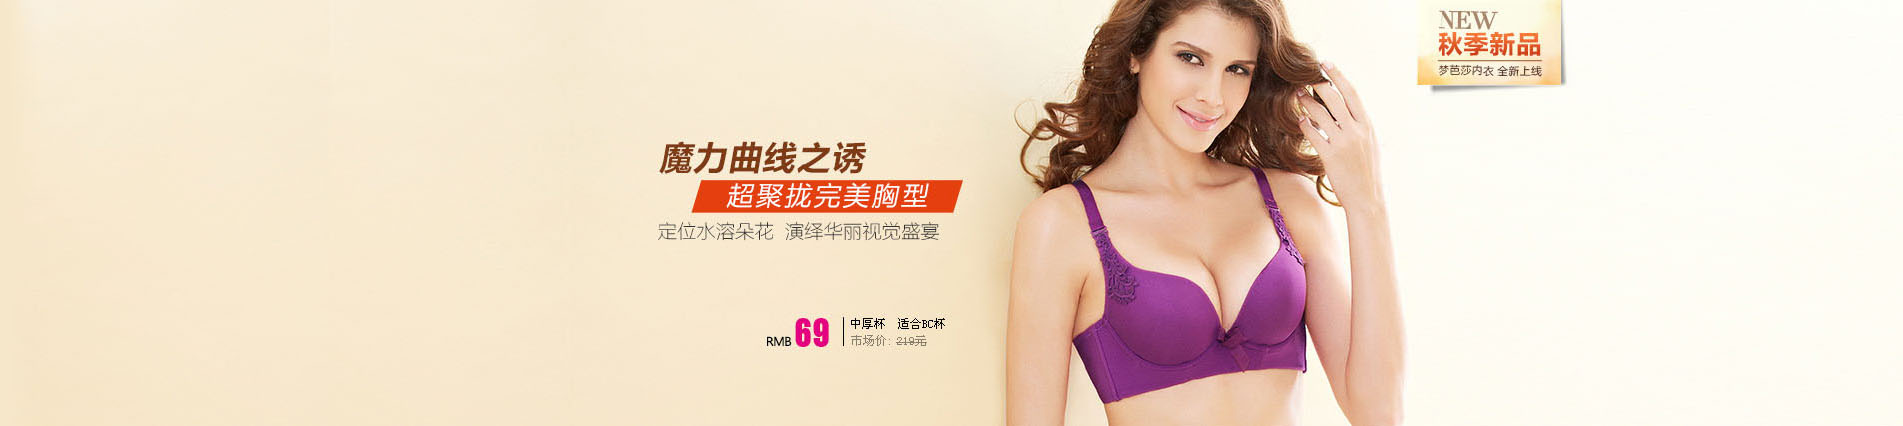 NEW
秋季新品
梦芭莎内衣 全新上线
魔力曲线之诱
超聚拢完美胸型
定位水溶朵花 演绎华丽视觉盛宴
RMB 69
中厚杯 适合BC杯
市场价：219元